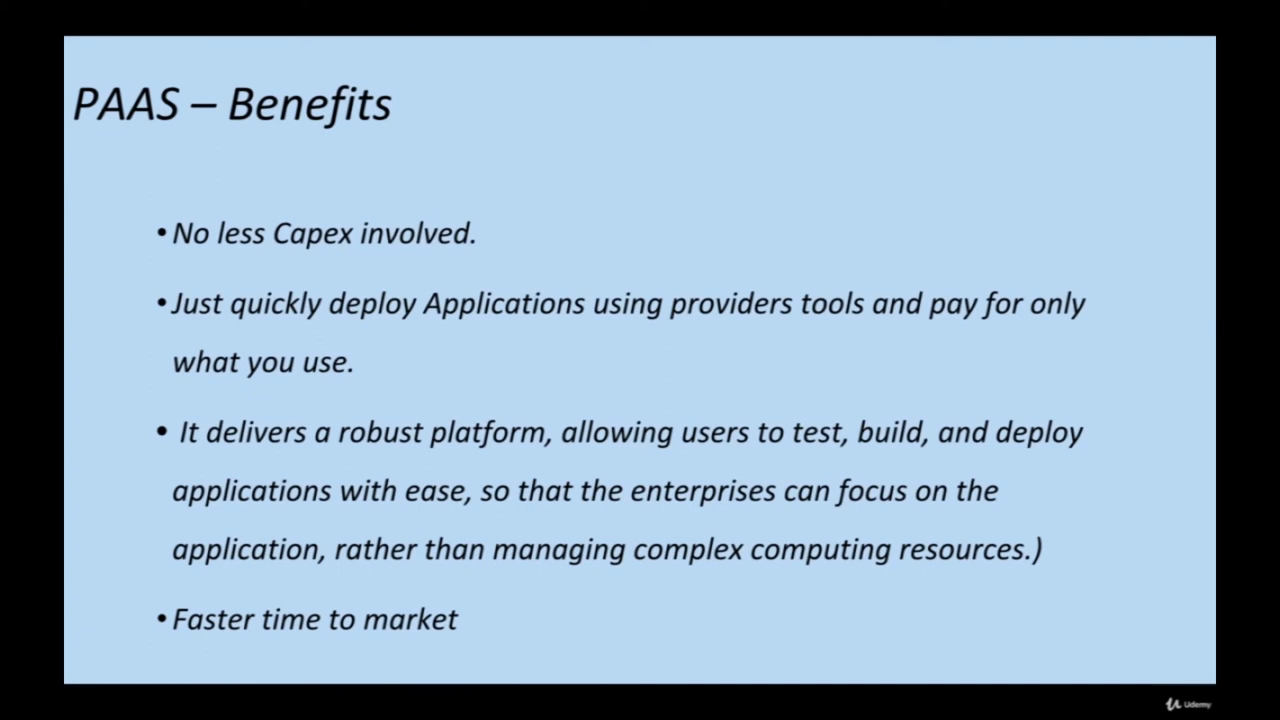 PAAS – Benefits
•No less Capex involved.
•Just quickly deploy Applications using providers tools and pay for only
what you use.
• It delivers a robust platform, allowing users to test, build, and deploy
applications with ease, so that the enterprises can focus on the
application, rather than managing complex computing resources.)
•Faster time to market
Udemy